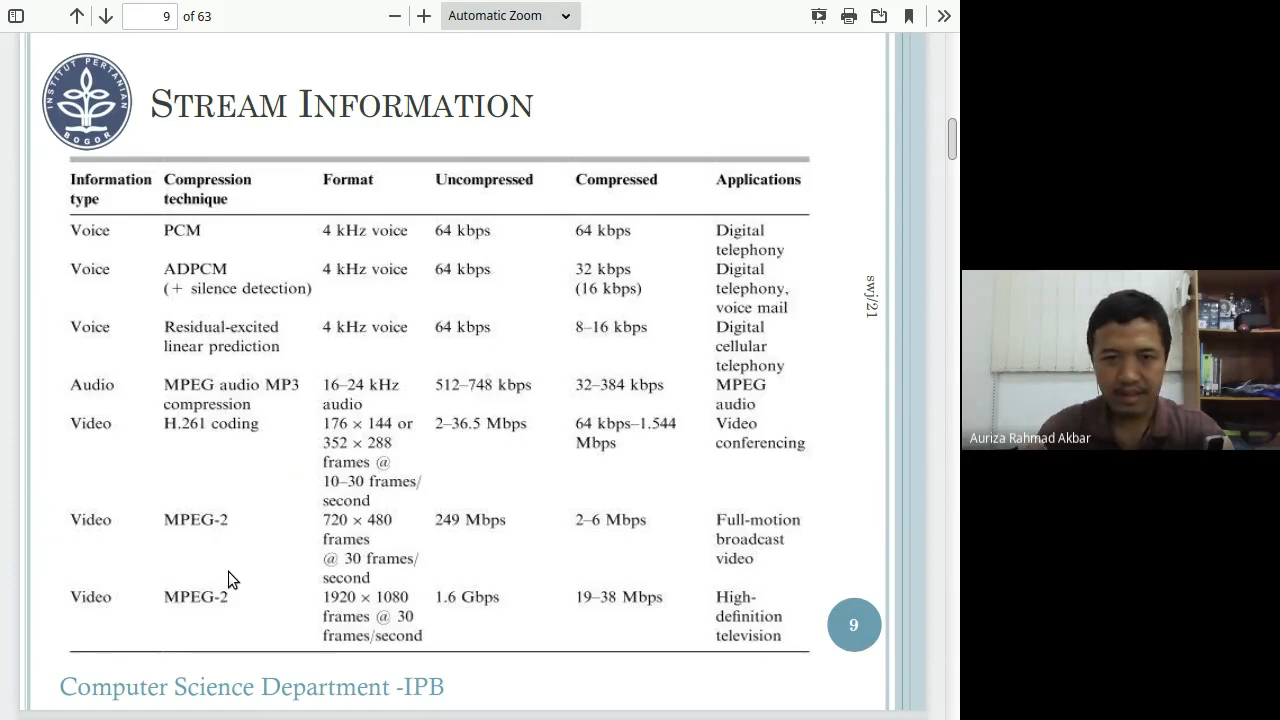 9 of 63 Automatic Zoom
INSTITUT PERTANIAN
BOGOR
STREAM INFORMATION
Information Compression Format Uncompressed Compressed Applications
type technique
Voice PCM 4 kHz voice 64 kbps 64 kbps Digital
telephony
Voice ADPCM 4 kHz voice 64 kbps 32 kbps Digital
(+ silence detection) (16 kbps) telephony,
voice mail
Voice Residual-excited 4 kHz voice 64 kbps 8–16 kbps Digital
linear prediction cellular
telephony
Audio MPEG audio MP3 16–24 kHz 512–748 kbps 32–384 kbps MPEG
compression audio audio
Video H.261 coding 176 × 144 or 2–36.5 Mbps 64 kbps–1.544 Video
352 × 288 Mbps conferencing
frames @
10–30 frames/
second
Video MPEG-2 720 × 480 249 Mbps 2–6 Mbps Full-motion
frames broadcast
@ 30 frames/ video
second
Video MPEG-2 1920 × 1080 1.6 Gbps 19–38 Mbps High-
frames @ 30 definition
frames/second television
swj/21
9
Computer Science Department -IPB
Auriza Rahmad Akbar